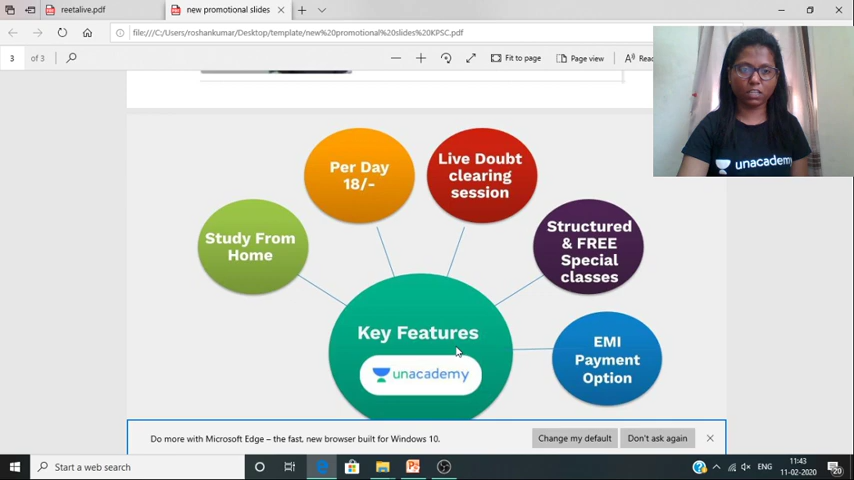 reetalive.pdf
new promotional slides
file:///C:/Users/roshankumar/Desktop/template/new%20promotional%20slides%20KPSC.pdf
3 of 3
Fit to page
Page view
Rea
unacademy
Per Day
18/-
Live Doubt
clearing
session
Study From
Home
Structured
& FREE
Special
classes
Key Features
unacademy
EMI
Payment
Option
Do more with Microsoft Edge – the fast, new browser built for Windows 10.
Change my default
Don't ask again
Start a web search
ENG
11:43
11-02-2020
20